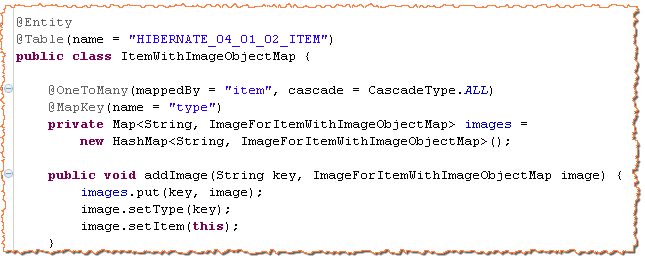 @Entity
@Table(name = "HIBERNATE_04_01_02_ITEM")
public class ItemWithImageObjectMap {
@OneToMany(mappedBy = "item", cascade = CascadeType.ALL)
@MapKey(name = "type")
private Map<String, ImageForItemWithImageObjectMap> images =
new HashMap<String, ImageForItemWithImageObjectMap>();
public void addImage(String key, ImageForItemWithImageObjectMap image) {
images.put(key, image);
image.setType(key);
image.setItem(this);
}